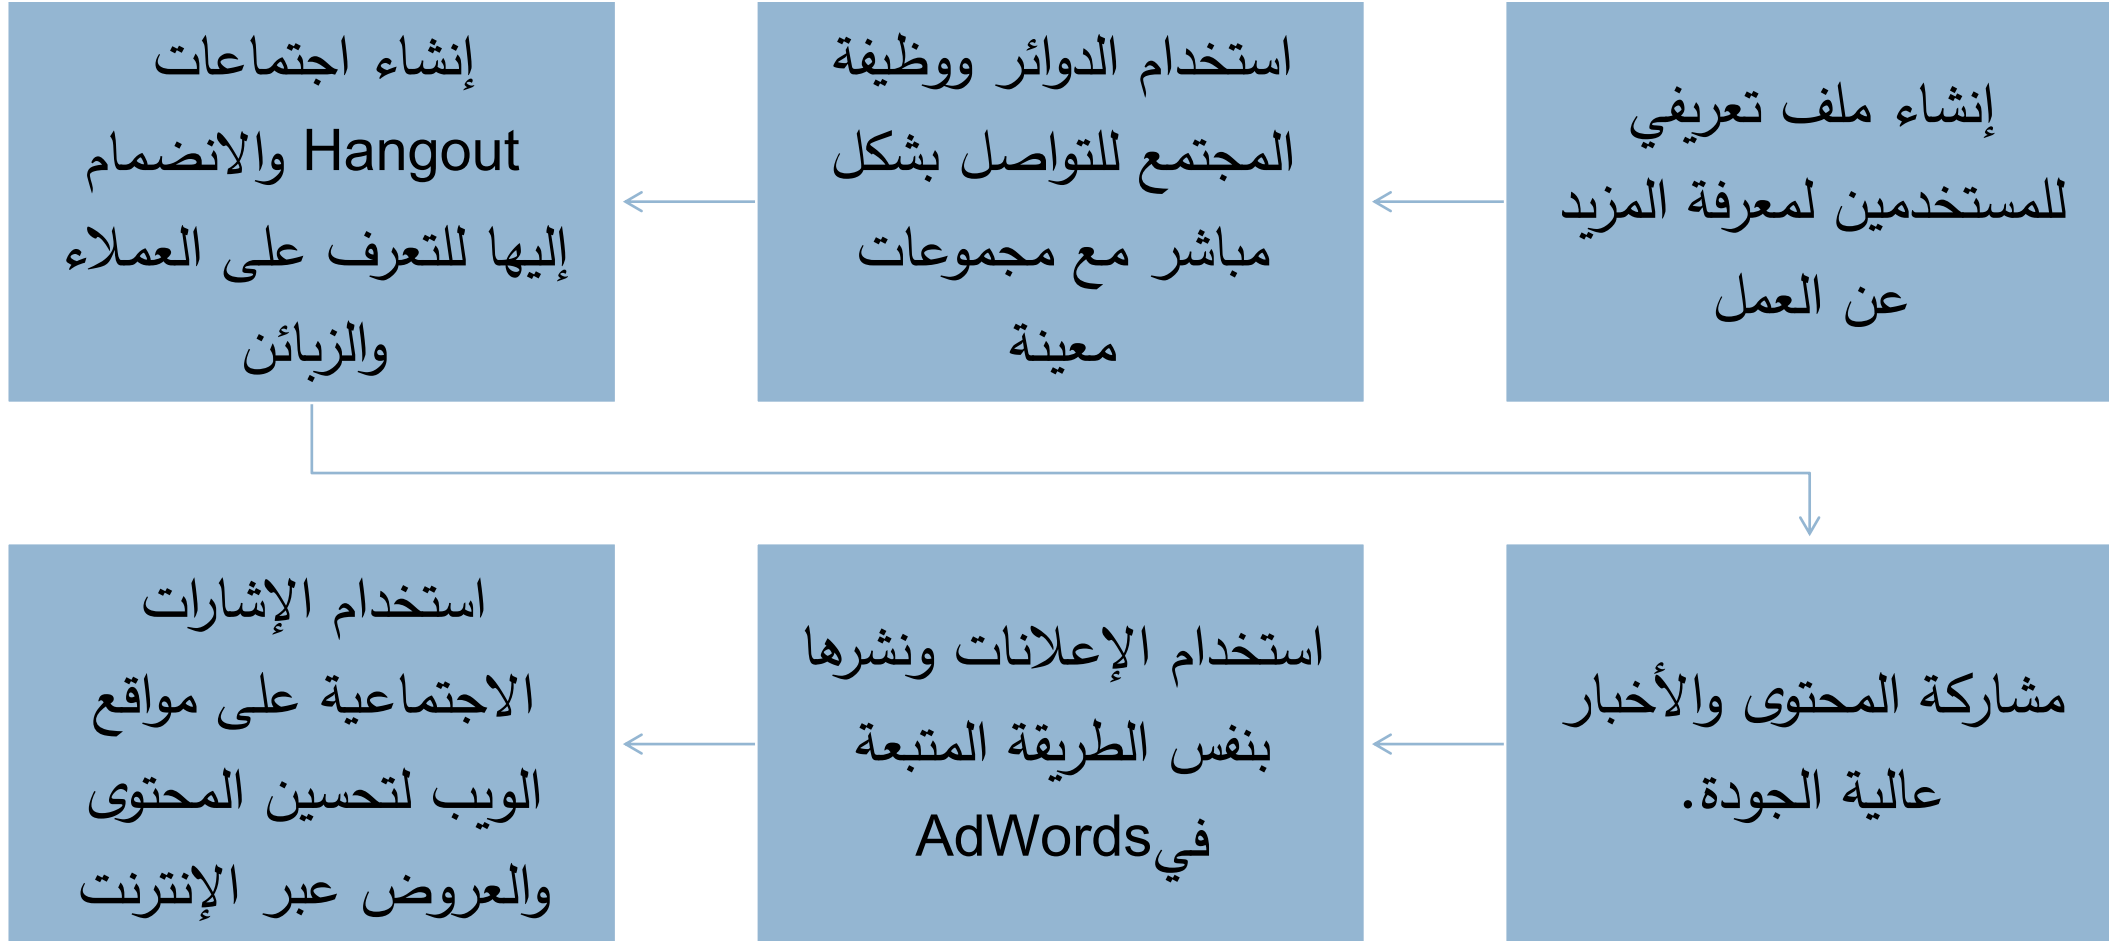 إنشاء ملف تعريفي
للمستخدمين لمعرفة المزيد
عن العمل
استخدام الدوائر ووظيفة
المجتمع للتواصل بشكل
مباشر مع مجموعات
معينة
إنشاء اجتماعات
Hangout والانضمام
إليها للتعرف على العملاء
والزبائن
مشاركة المحتوى والأخبار
عالية الجودة.
استخدام الإعلانات ونشرها
بنفس الطريقة المتبعة
فيAdWords
استخدام الإشارات
الاجتماعية على مواقع
الويب لتحسين المحتوى
والعروض عبر الإنترنت